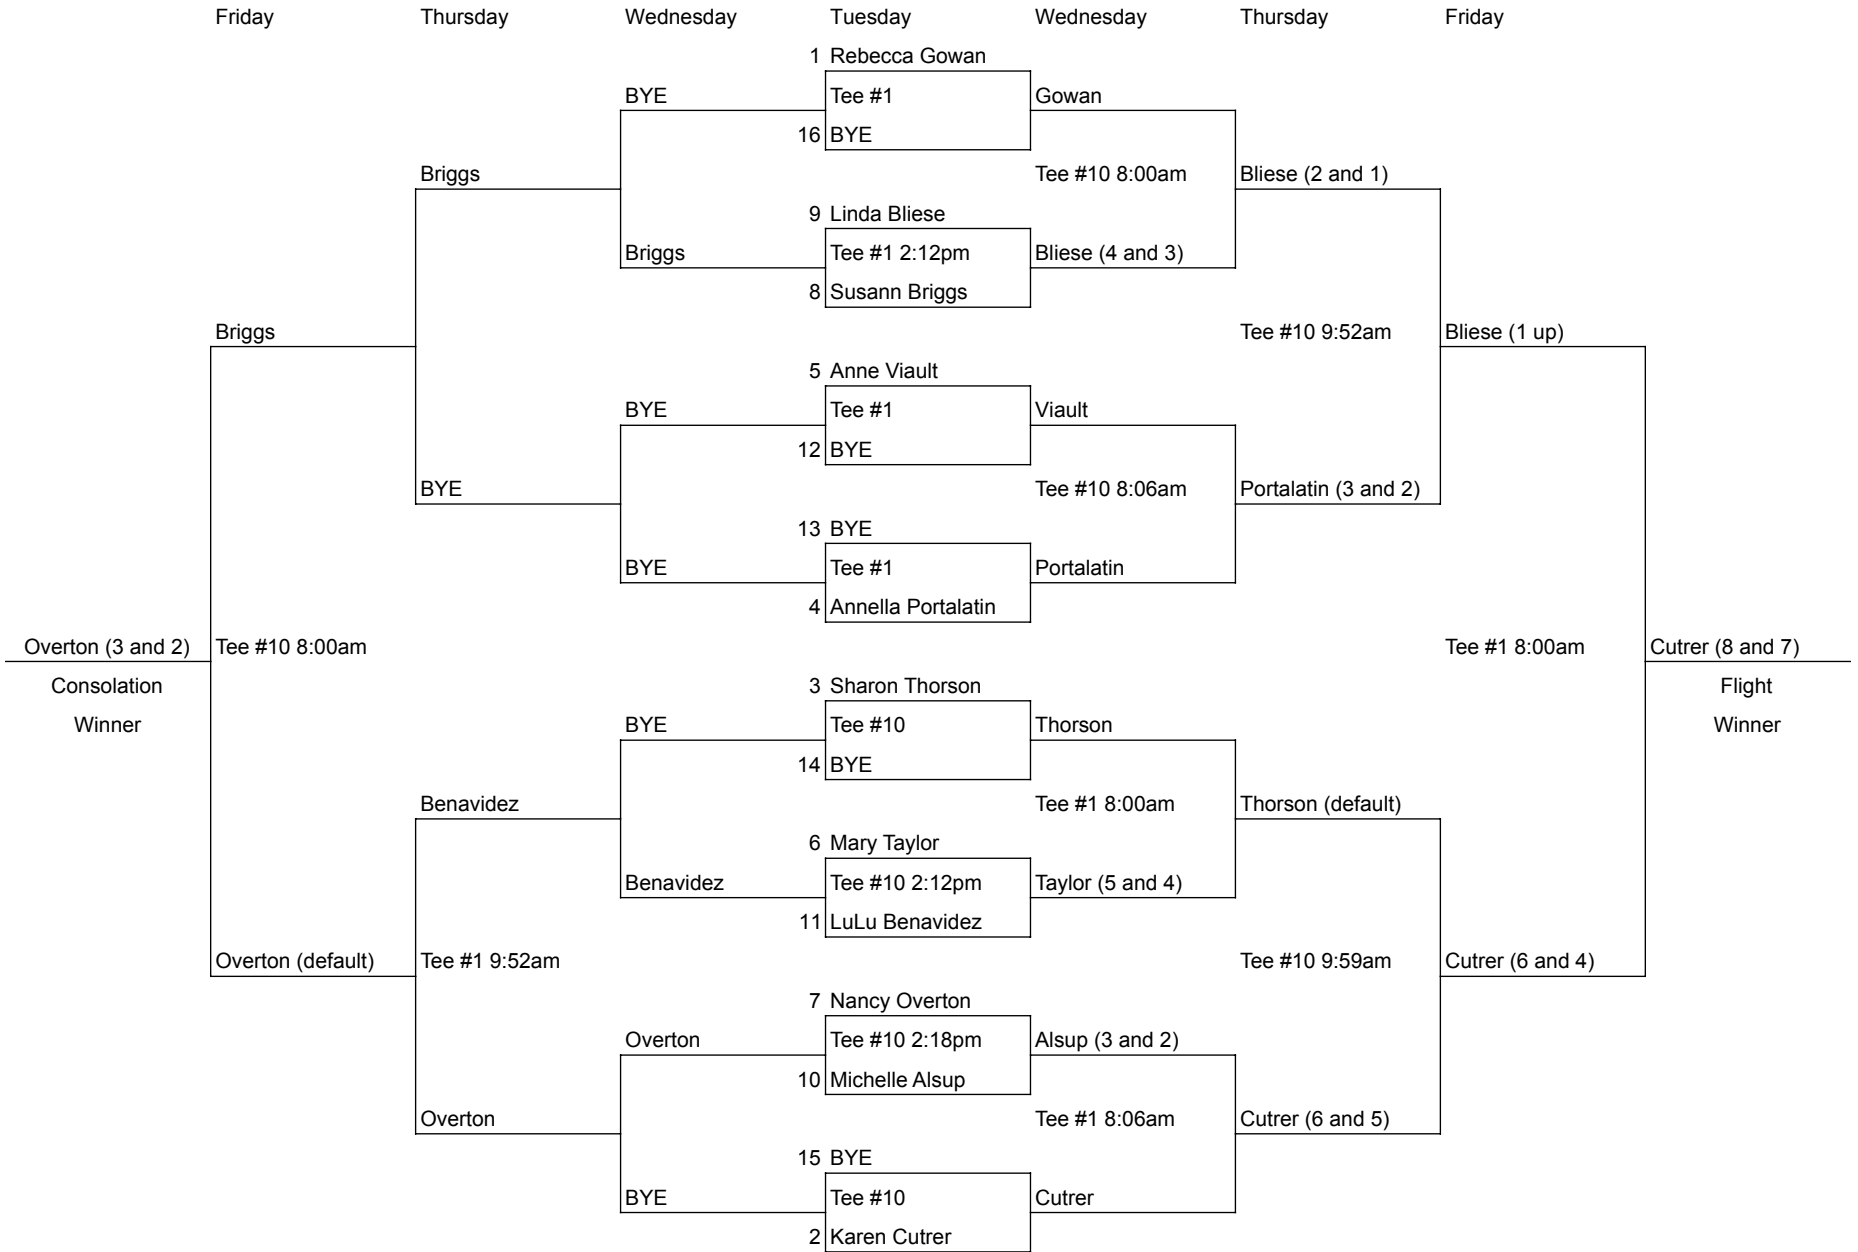 Friday Thursday Wednesday Tuesday Wednesday Thursday Friday
1 Rebecca Gowan
BYE Tee #1 Gowan
16 BYE
Briggs Tee #10 8:00am Bliese (2 and 1)
9 Linda Bliese
Briggs Tee #1 2:12pm Bliese (4 and 3)
8 Susann Briggs
Briggs Tee #10 9:52am Bliese (1 up)
5 Anne Viault
BYE Tee #1 Viault
12 BYE
BYE Tee #10 8:06am Portalatin (3 and 2)
13 BYE
BYE Tee #1 Portalatin
4 Annella Portalatin
Overton (3 and 2) Tee #10 8:00am Tee #1 8:00am Cutrer (8 and 7)
Consolation 3 Sharon Thorson Flight
Winner BYE Tee #10 Thorson Winner
14 BYE
Benavidez Tee #1 8:00am Thorson (default)
6 Mary Taylor
Benavidez Tee #10 2:12pm Taylor (5 and 4)
11 LuLu Benavidez
Overton (default) Tee #1 9:52am Tee #10 9:59am Cutrer (6 and 4)
7 Nancy Overton
Overton Tee #10 2:18pm Alsup (3 and 2)
10 Michelle Alsup
Overton Tee #1 8:06am Cutrer (6 and 5)
15 BYE
BYE Tee #10 Cutrer
2 Karen Cutrer